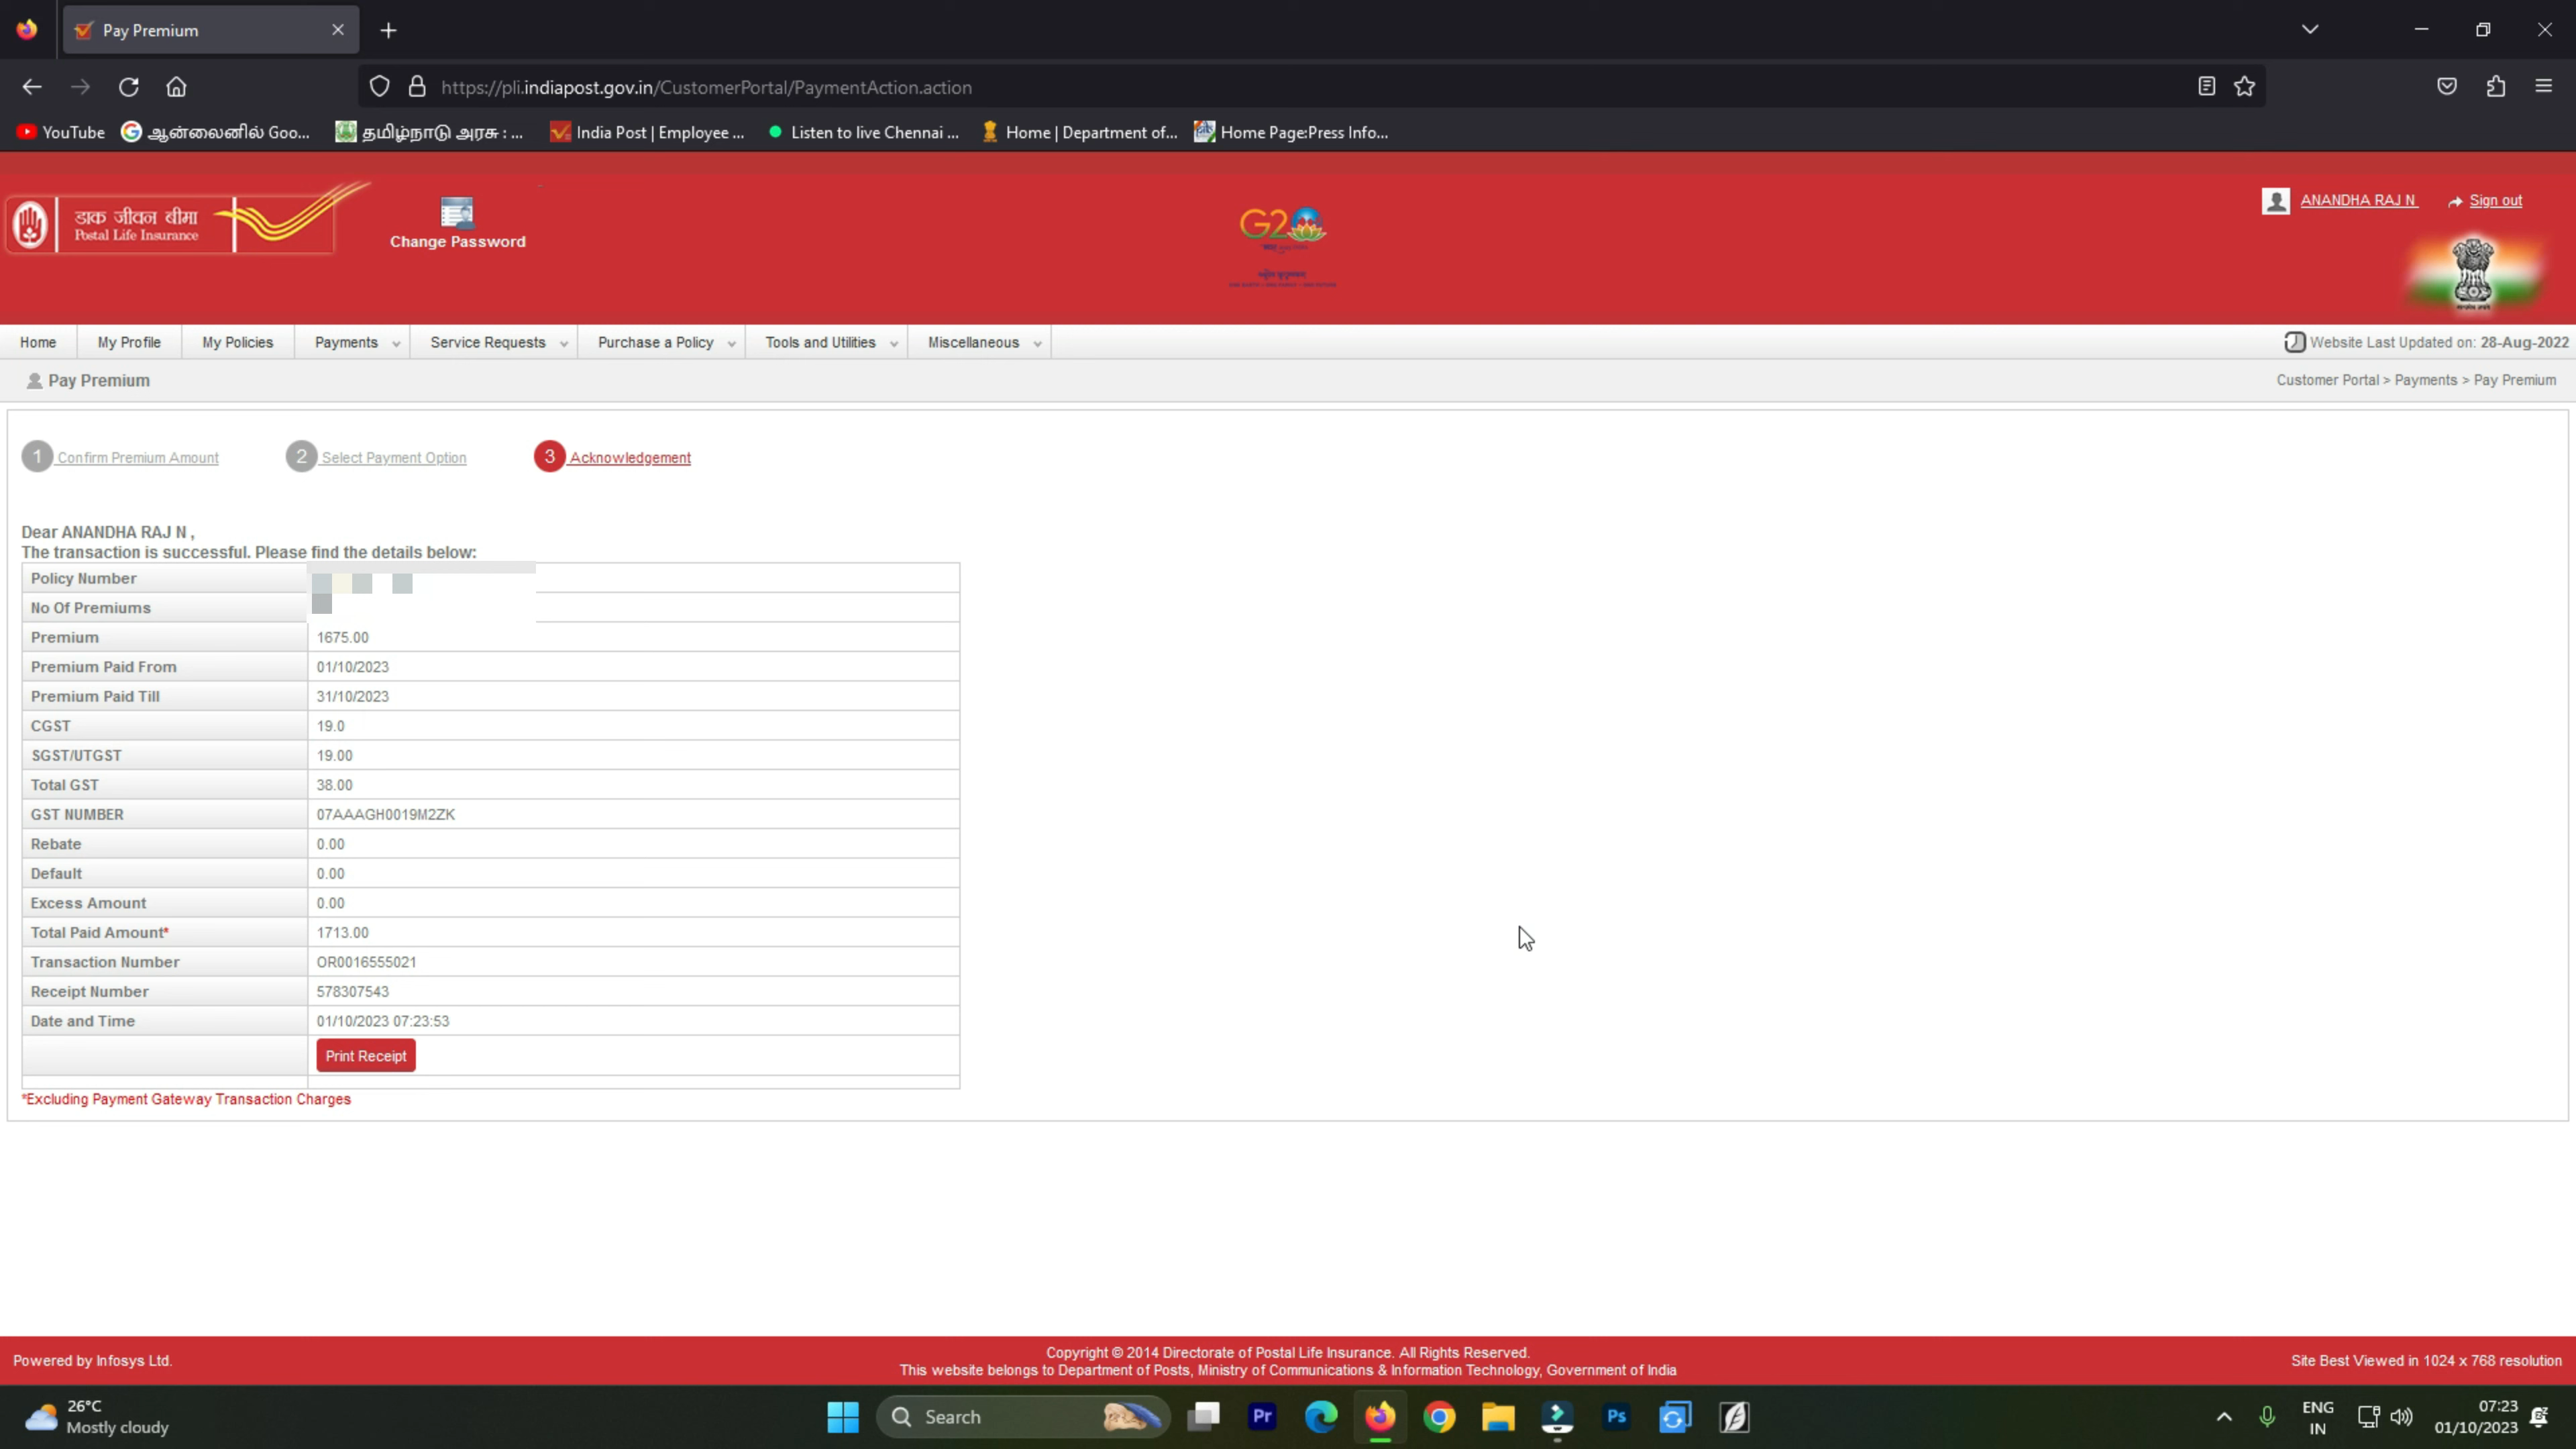 Pay Premium
https://pli.indiapost.gov.in/CustomerPortal/PaymentAction.action
YouTube
ஆன்லைனில் Goo...
தமிழ்நாடு அரசு : ...
India Post | Employee ...
Listen to live Chennai ...
Home | Department of...
Home Page:Press Info...
डाक जीवन बीमा
Postal Life Insurance
Change Password
G20
ANANDHA RAJ N
Sign out
Home
My Profile
My Policies
Payments
Service Requests
Purchase a Policy
Tools and Utilities
Miscellaneous
Website Last Updated on: 28-Aug-2022
Pay Premium
Customer Portal > Payments > Pay Premium
1 Confirm Premium Amount
2 Select Payment Option
3 Acknowledgement
Dear ANANDHA RAJ N ,
The transaction is successful. Please find the details below:
Policy Number
No Of Premiums
Premium 1675.00
Premium Paid From 01/10/2023
Premium Paid Till 31/10/2023
CGST 19.0
SGST/UTGST 19.00
Total GST 38.00
GST NUMBER 07AAAGH0019M2ZK
Rebate 0.00
Default 0.00
Excess Amount 0.00
Total Paid Amount* 1713.00
Transaction Number OR0016555021
Receipt Number 578307543
Date and Time 01/10/2023 07:23:53
Print Receipt
*Excluding Payment Gateway Transaction Charges
Powered by Infosys Ltd.
Copyright © 2014 Directorate of Postal Life Insurance. All Rights Reserved.
This website belongs to Department of Posts, Ministry of Communications & Information Technology, Government of India
Site Best Viewed in 1024 x 768 resolution
26°C
Mostly cloudy
Search
Pr
Ps
ENG
IN
07:23
01/10/2023